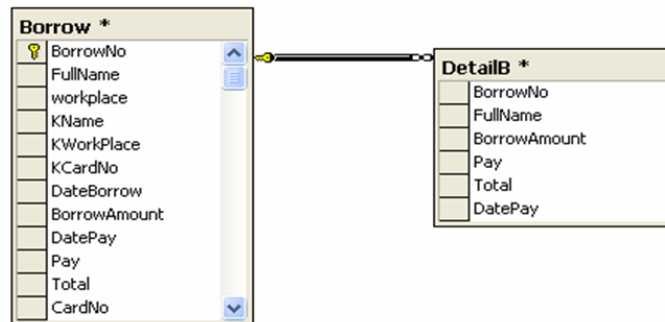 Borrow *
BorrowNo
FullName
workplace
KName
KWorkPlace
KCardNo
DateBorrow
BorrowAmount
DatePay
Pay
Total
CardNo
DetailB *
BorrowNo
FullName
BorrowAmount
Pay
Total
DatePay